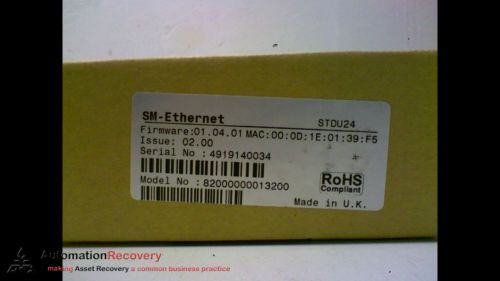 SM-Ethernet STDU24
Firmware:01.04.01 MAC:00:0D:1E:01:39:F5
Issue: 02.00
Serial No : 4919140034
Model No : 82000000013200
RoHS
Compliant
Made in U.K.
AutomationRecovery
making Asset Recovery a common business practice